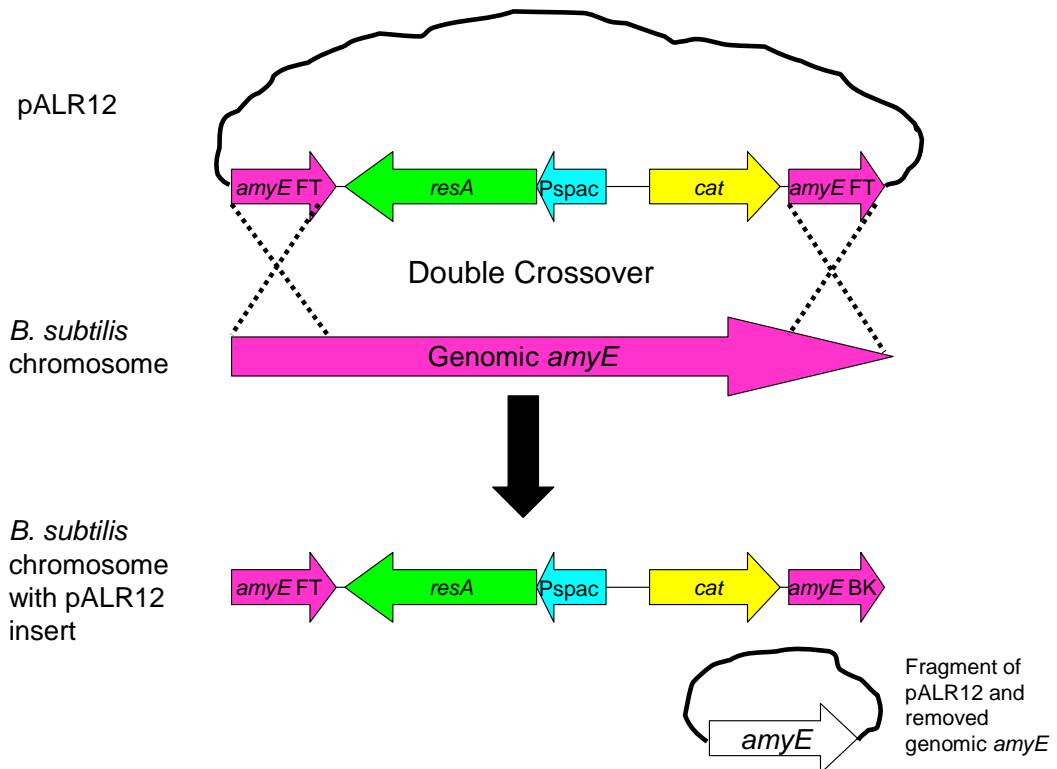 pALR12
amyE FT resA Pspac cat amyE FT
Double Crossover
B. subtilis
chromosome
Genomic amyE
B. subtilis
chromosome
with pALR12
insert
amyE FT resA Pspac cat amyE BK
amyE
Fragment of
pALR12 and
removed
genomic amyE